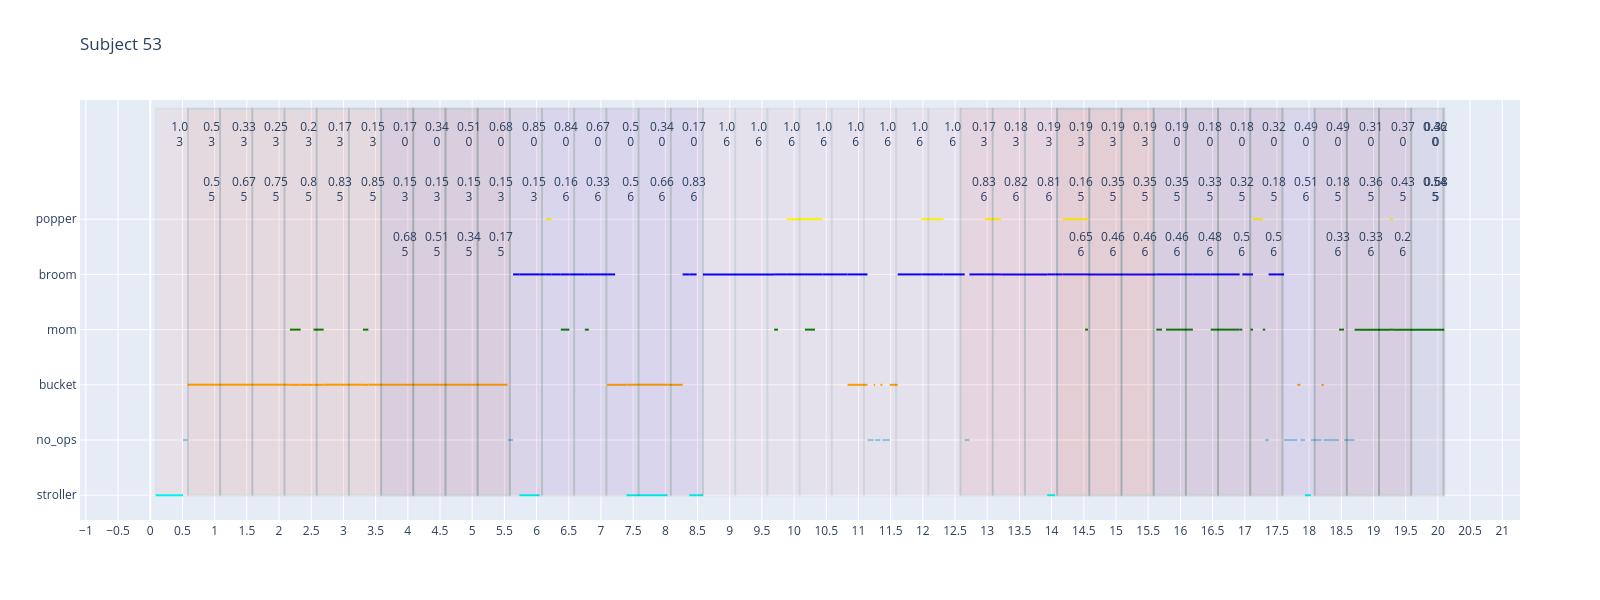 Subject 53
1.0 0.5 0.33 0.25 0.2 0.17 0.15 0.17 0.34 0.51 0.68 0.85 0.84 0.67 0.5 0.34 0.17 1.0 1.0 1.0 1.0 1.0 1.0 1.0 1.0 0.17 0.18 0.19 0.19 0.19 0.19 0.19 0.18 0.18 0.32 0.49 0.49 0.31 0.37
3 3 3 3 3 3 3 0 0 0 0 0 0 0 0 0 0 6 6 6 6 6 6 6 6 3 3 3 3 3 3 0 0 0 0 0 0 0 0 0
0.5 0.67 0.75 0.8 0.83 0.85 0.15 0.15 0.15 0.15 0.15 0.16 0.33 0.5 0.66 0.83 0.83 0.82 0.81 0.16 0.35 0.35 0.35 0.33 0.32 0.18 0.51 0.18 0.36 0.43
5 5 5 5 5 5 3 3 3 3 3 6 6 6 6 6 6 6 6 5 5 5 5 5 5 5 6 5 5 5 5
popper
0.68 0.51 0.34 0.17 0.65 0.46 0.46 0.46 0.48 0.5 0.5 0.33 0.33 0.2
5 5 5 5 6 6 6 6 6 6 6 6 6 6
broom
mom
bucket
no_ops
stroller
−1 −0.5 0 0.5 1 1.5 2 2.5 3 3.5 4 4.5 5 5.5 6 6.5 7 7.5 8 8.5 9 9.5 10 10.5 11 11.5 12 12.5 13 13.5 14 14.5 15 15.5 16 16.5 17 17.5 18 18.5 19 19.5 20 20.5 21